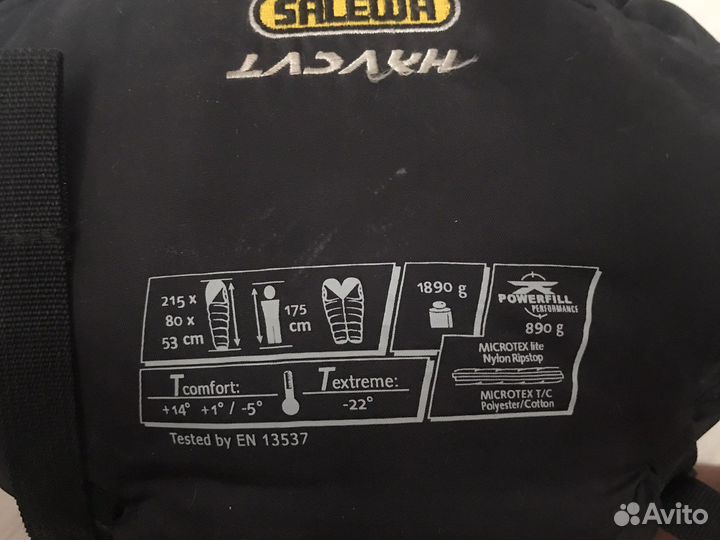 SALEWA
215 x
80 x
53 cm
175
cm
1890 g
POWERFILL
PERFORMANCE
890 g
MICROTEX lite
Nylon Ripstop
MICROTEX T/C
Polyester/Cotton
Tcomfort:
+14° +1° / -5°
Textreme:
-22°
Tested by EN 13537
Avito